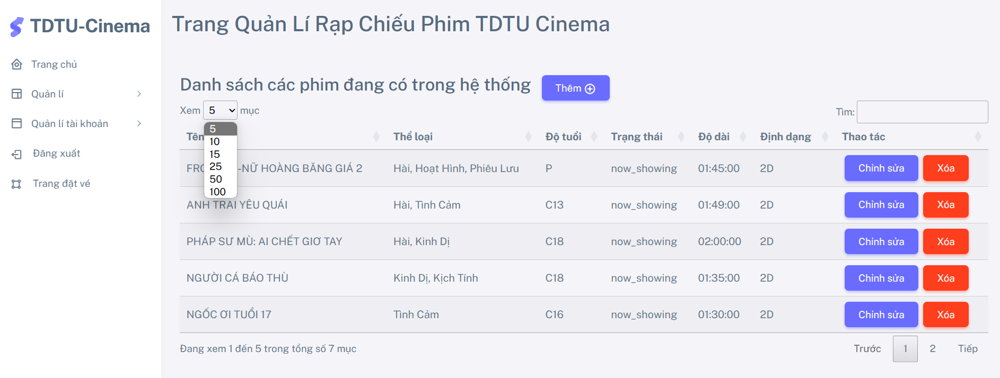 TDTU-Cinema
Trang chủ
Quản lí
Quản lí tài khoản
Đăng xuất
Trang đặt vé
Trang Quản Lí Rạp Chiếu Phim TDTU Cinema
Danh sách các phim đang có trong hệ thống
Thêm
Xem 5 mục
Tìm:
5
10
15
25
50
100
Tên Thể loại Độ tuổi Trạng thái Độ dài Định dạng Thao tác
-NỮ HOÀNG BĂNG GIÁ 2 Hài, Hoạt Hình, Phiêu Lưu P now_showing 01:45:00 2D Chỉnh sửa Xóa
ANH TRAI YÊU QUÁI Hài, Tình Cảm C13 now_showing 01:49:00 2D Chỉnh sửa Xóa
PHÁP SƯ MÙ: AI CHẾT GIƠ TAY Hài, Kinh Dị C18 now_showing 02:00:00 2D Chỉnh sửa Xóa
NGƯỜI CÁ BÁO THÙ Kinh Dị, Kịch Tính C18 now_showing 01:35:00 2D Chỉnh sửa Xóa
NGỐC ƠI TUỔI 17 Tình Cảm C16 now_showing 01:30:00 2D Chỉnh sửa Xóa
Đang xem 1 đến 5 trong tổng số 7 mục
Trước 1 2 Tiếp